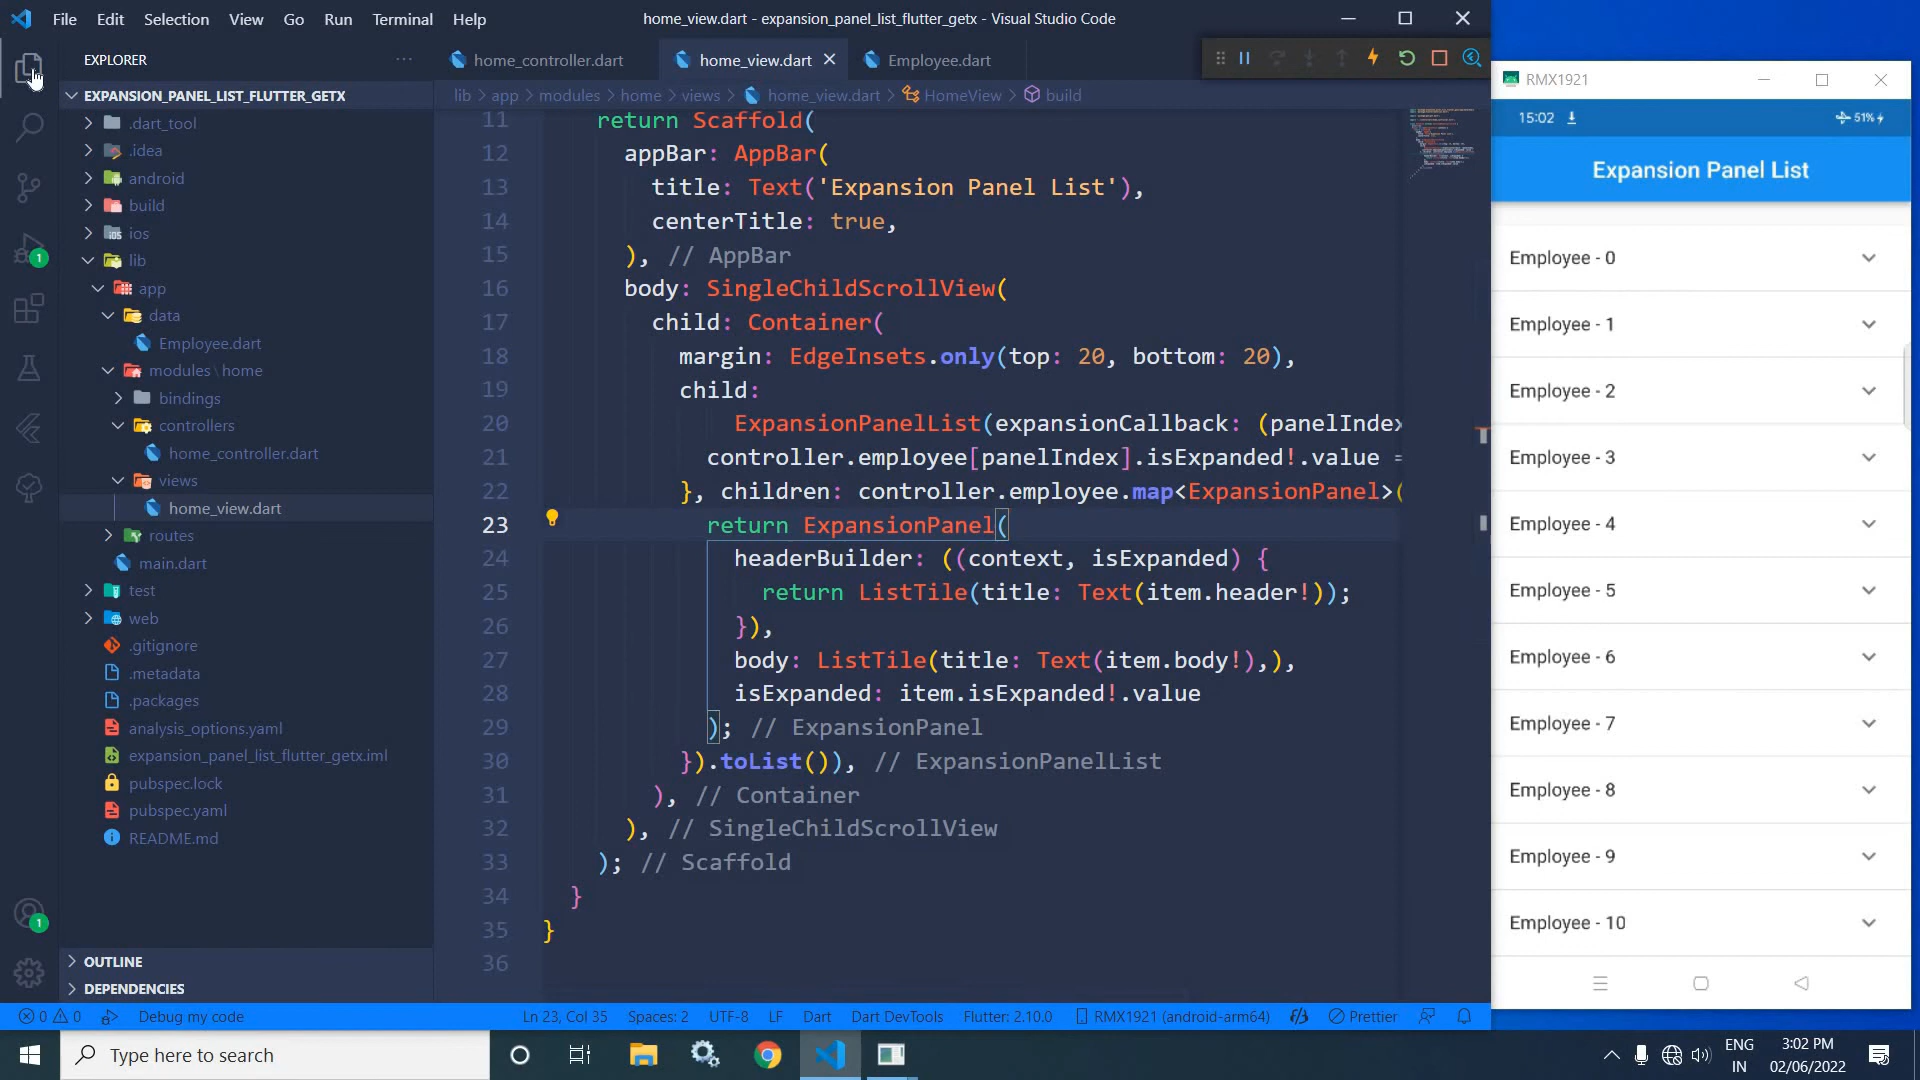 File Edit Selection View Go Run Terminal Help
home_view.dart - expansion_panel_list_flutter_getx - Visual Studio Code
EXPLORER
EXPANSION_PANEL_LIST_FLUTTER_GETX
.dart_tool
.idea
android
build
ios
lib
app
data
Employee.dart
modules \ home
bindings
controllers
home_controller.dart
views
home_view.dart
routes
main.dart
test
web
.gitignore
.metadata
.packages
analysis_options.yaml
expansion_panel_list_flutter_getx.iml
pubspec.lock
pubspec.yaml
README.md
OUTLINE
DEPENDENCIES
1
1
home_controller.dart
home_view.dart
Employee.dart
lib > app > modules > home > views > home_view.dart > HomeView > build
11 return Scaffold(
12 appBar: AppBar(
13 title: Text('Expansion Panel List'),
14 centerTitle: true,
15 ), // AppBar
16 body: SingleChildScrollView(
17 child: Container(
18 margin: EdgeInsets.only(top: 20, bottom: 20),
19 child:
20 ExpansionPanelList(expansionCallback: (panelIndex
21 controller.employee[panelIndex].isExpanded!.value =
22 }, children: controller.employee.map<ExpansionPanel>(
23 return ExpansionPanel(
24 headerBuilder: ((context, isExpanded) {
25 return ListTile(title: Text(item.header!));
26 }),
27 body: ListTile(title: Text(item.body!),),
28 isExpanded: item.isExpanded!.value
29 ); // ExpansionPanel
30 }).toList()), // ExpansionPanelList
31 ), // Container
32 ), // SingleChildScrollView
33 ); // Scaffold
34 }
35 }
36
0 0 Debug my code Ln 23, Col 35 Spaces: 2 UTF-8 LF Dart Dart DevTools Flutter: 2.10.0 RMX1921 (android-arm64) Prettier
RMX1921
15:02 51%
Expansion Panel List
Employee - 0
Employee - 1
Employee - 2
Employee - 3
Employee - 4
Employee - 5
Employee - 6
Employee - 7
Employee - 8
Employee - 9
Employee - 10
Type here to search
ENG
IN
3:02 PM
02/06/2022